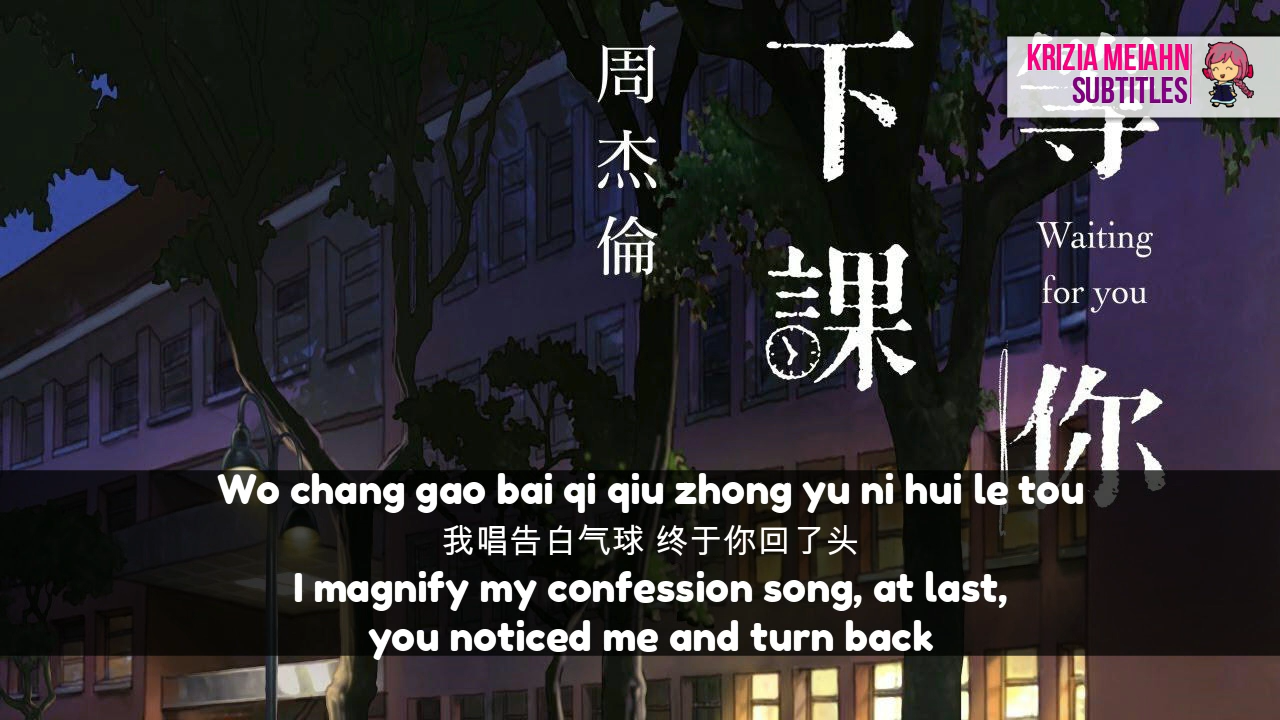 等你
下課
Waiting
for you
周杰倫
KRIZIA MEIAHN
SUBTITLES
Wo chang gao bai qi qiu zhong yu ni hui le tou
我唱告白气球 终于你回了头
I magnify my confession song, at last,
you noticed me and turn back